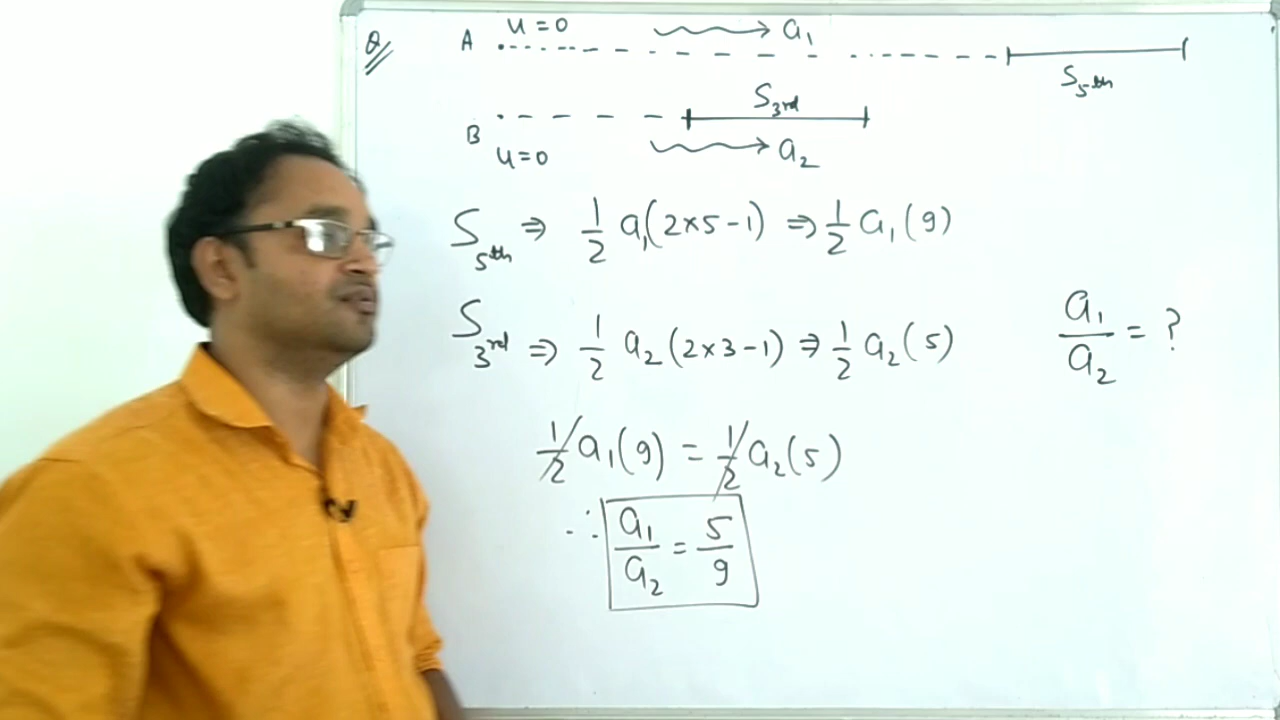 Q
A u=0 → a₁
S₅ₜₕ
S₃ᵣd
B u=0 → a₂
S₅ₜₕ ⇒ 1/2 a₁(2×5-1) ⇒ 1/2 a₁(9)
S₃ᵣd ⇒ 1/2 a₂(2×3-1) ⇒ 1/2 a₂(5)
a₁/a₂ = ?
1/2 a₁(9) = 1/2 a₂(5)
∴ a₁/a₂ = 5/9